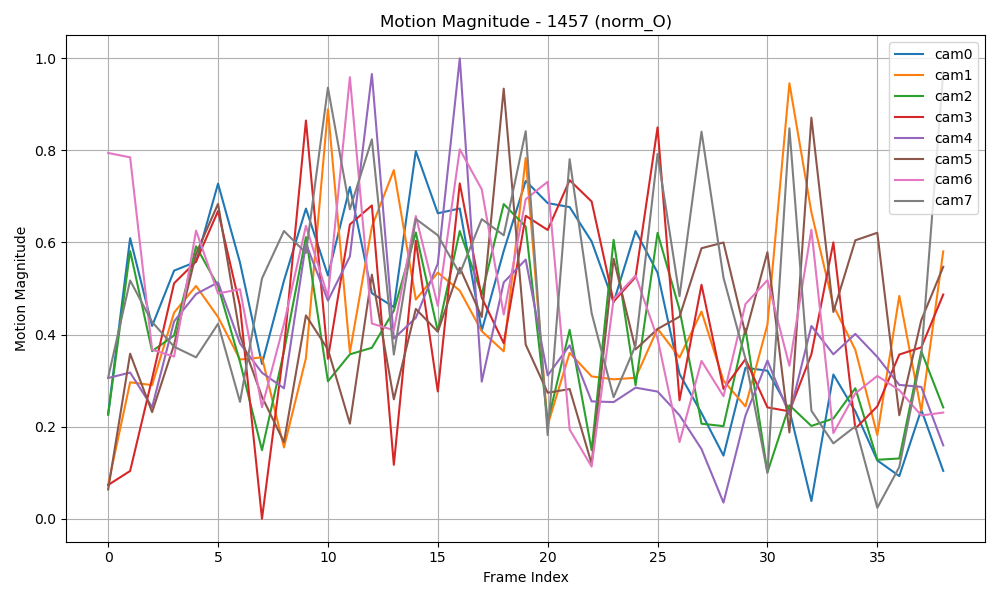 Motion Magnitude - 1457 (norm_O)
Motion Magnitude
1.0
0.8
0.6
0.4
0.2
0.0
0 5 10 15 20 25 30 35
Frame Index
cam0
cam1
cam2
cam3
cam4
cam5
cam6
cam7